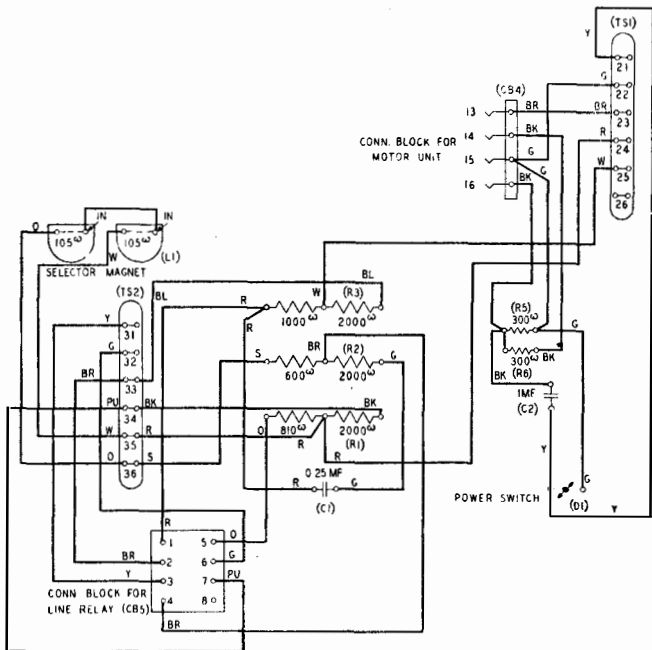 (TS1)
Y
21
G
22
(CB4)
13 BR BR 23
14 BK R 24
CONN. BLOCK FOR
MOTOR UNIT
15 G
W 25
16 BK G
26
O IN IN
W
105ω 105ω (L1)
SELECTOR MAGNET
(TS2) BL BL
Y 31
R W (R3)
1000ω 2000ω
G 32
R
BR 33
S BR (R2) G
600ω 2000ω
(R5)
300ω
300ω BK
(R6)
BK
1MF
(C2)
PU 34 BK BK
W 35 R O R
810ω 2000ω
(R1)
O 36 S
R
0.25 MF
R G
(C1)
Y
POWER SWITCH
G
(D1)
Y
R
1 5 O
BR 2 6 G
Y 3 7 PU
4 8
CONN BLOCK FOR
LINE RELAY (CB5)
BR